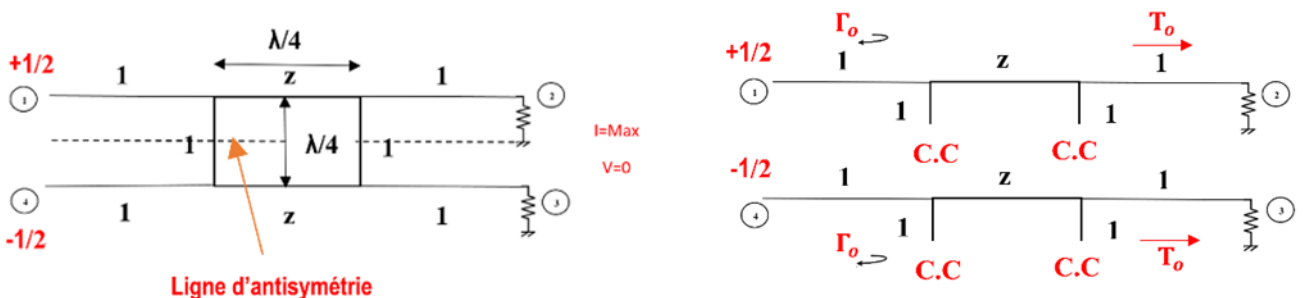 λ/4
+1/2 1 z 1
1 2
1 λ/4 1
4 3
1 z 1
-1/2
Ligne d'antisymétrie
I=Max
V=0
Γo To
+1/2 1 z 1
1 2
1 1
C.C C.C
-1/2 1 z 1
4 3
1 1
Γo To
C.C C.C